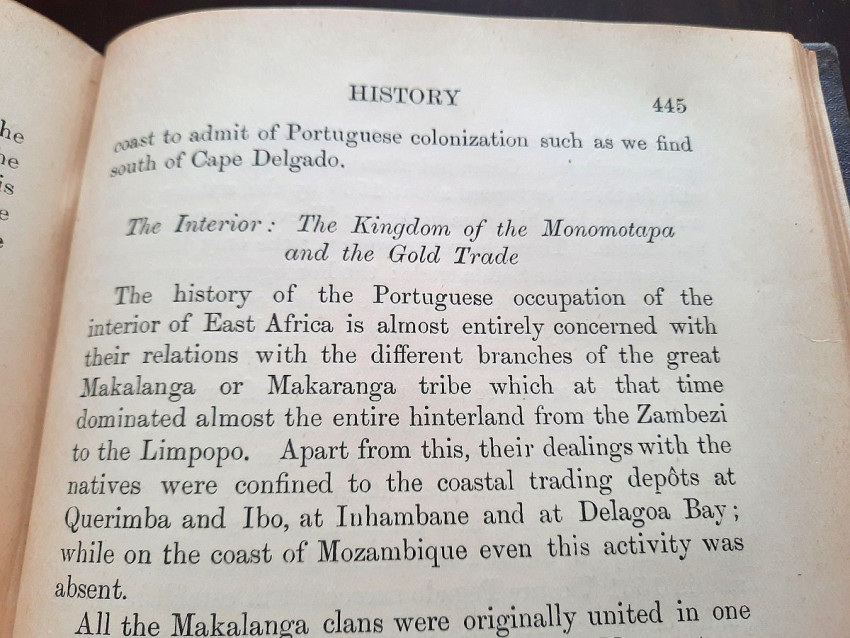 he
he
is
e
e
HISTORY 445
coast to admit of Portuguese colonization such as we find
south of Cape Delgado.
The Interior: The Kingdom of the Monomotapa
and the Gold Trade
The history of the Portuguese occupation of the
interior of East Africa is almost entirely concerned with
their relations with the different branches of the great
Makalanga or Makaranga tribe which at that time
dominated almost the entire hinterland from the Zambezi
to the Limpopo. Apart from this, their dealings with the
natives were confined to the coastal trading depôts at
Querimba and Ibo, at Inhambane and at Delagoa Bay;
while on the coast of Mozambique even this activity was
absent.
All the Makalanga clans were originally united in one